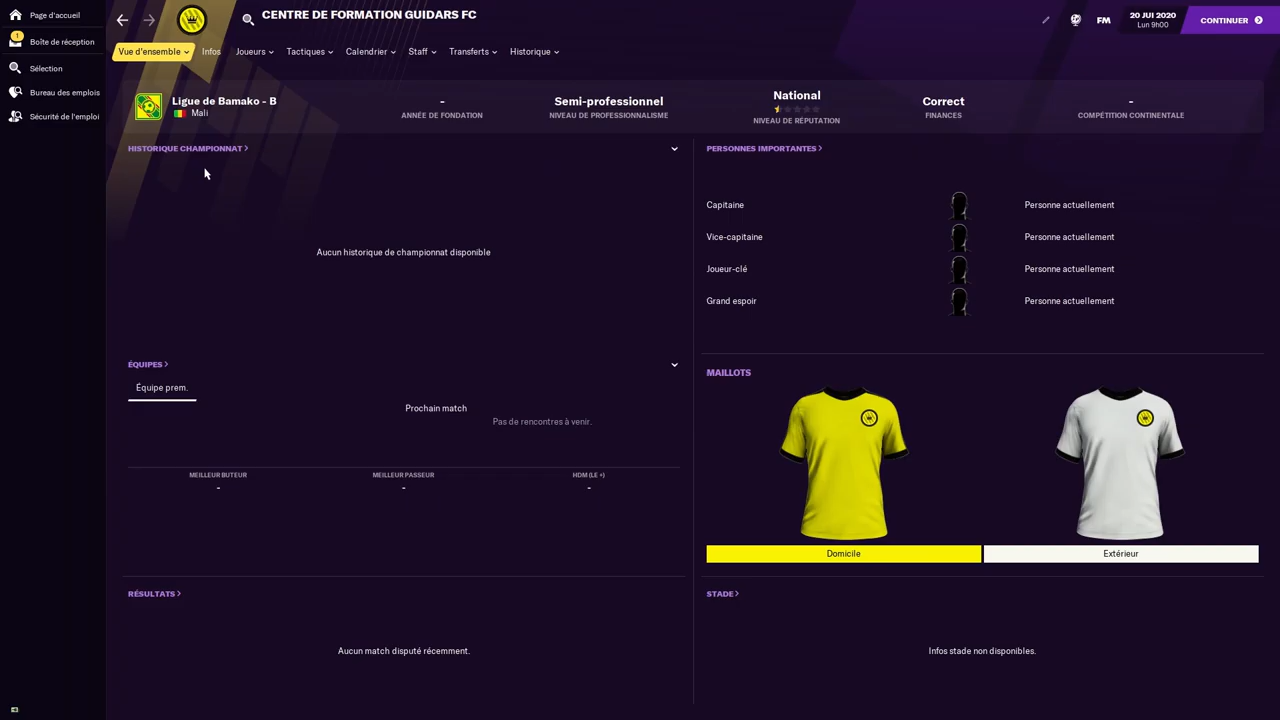 Page d'accueil
1
Boîte de réception
Sélection
Bureau des emplois
Sécurité de l'emploi
CENTRE DE FORMATION GUIDARS FC
FM
20 JUI 2020
Lun 9h00
CONTINUER
Vue d'ensemble
Infos
Joueurs
Tactiques
Calendrier
Staff
Transferts
Historique
Ligue de Bamako - B
Mali
-
ANNÉE DE FONDATION
Semi-professionnel
NIVEAU DE PROFESSIONNALISME
National
NIVEAU DE RÉPUTATION
Correct
FINANCES
-
COMPÉTITION CONTINENTALE
HISTORIQUE CHAMPIONNAT
Aucun historique de championnat disponible
PERSONNES IMPORTANTES
Capitaine Personne actuellement
Vice-capitaine Personne actuellement
Joueur-clé Personne actuellement
Grand espoir Personne actuellement
ÉQUIPES
Équipe prem.
Prochain match
Pas de rencontres à venir.
MEILLEUR BUTEUR MEILLEUR PASSEUR HDM (LE +)
- - -
MAILLOTS
Domicile Extérieur
RÉSULTATS
Aucun match disputé récemment.
STADE
Infos stade non disponibles.